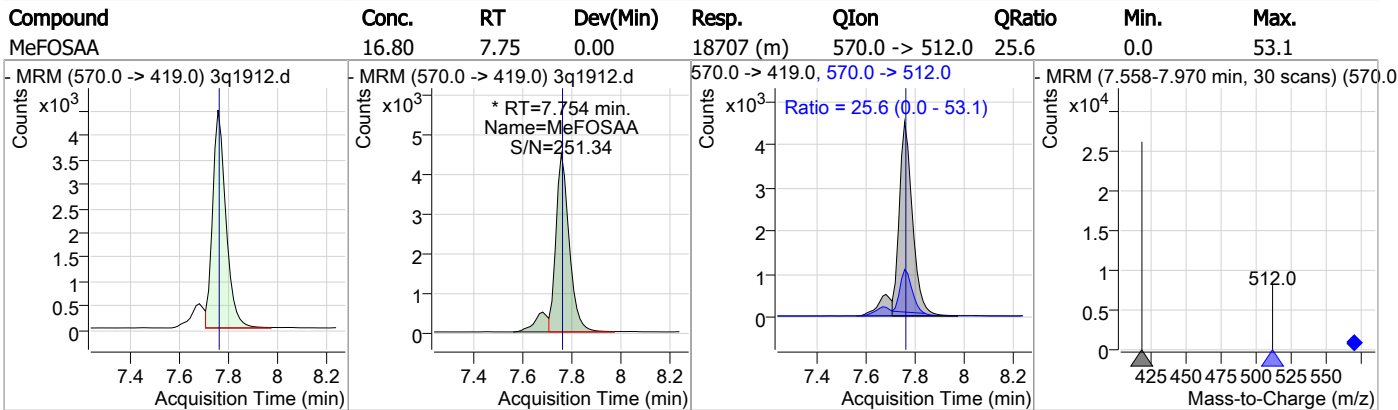 Compound Conc. RT Dev(Min) Resp. QIon QRatio Min. Max.
MeFOSAA 16.80 7.75 0.00 18707 (m) 570.0 -> 512.0 25.6 0.0 53.1
- MRM (570.0 -> 419.0) 3q1912.d
Counts
x10³
4
3.5
3
2.5
2
1.5
1
0.5
0
7.4 7.6 7.8 8 8.2
Acquisition Time (min)
- MRM (570.0 -> 419.0) 3q1912.d
Counts
x10³
* RT=7.754 min.
Name=MeFOSAA
S/N=251.34
5
4
3
2
1
0
7.4 7.6 7.8 8 8.2
Acquisition Time (min)
570.0 -> 419.0, 570.0 -> 512.0
Counts
x10³
Ratio = 25.6 (0.0 - 53.1)
4
3
2
1
0
7.4 7.6 7.8 8 8.2
Acquisition Time (min)
- MRM (7.558-7.970 min, 30 scans) (570.0
Counts
x10⁴
2.5
2
1.5
1
0.5
0
512.0
425 450 475 500 525 550
Mass-to-Charge (m/z)